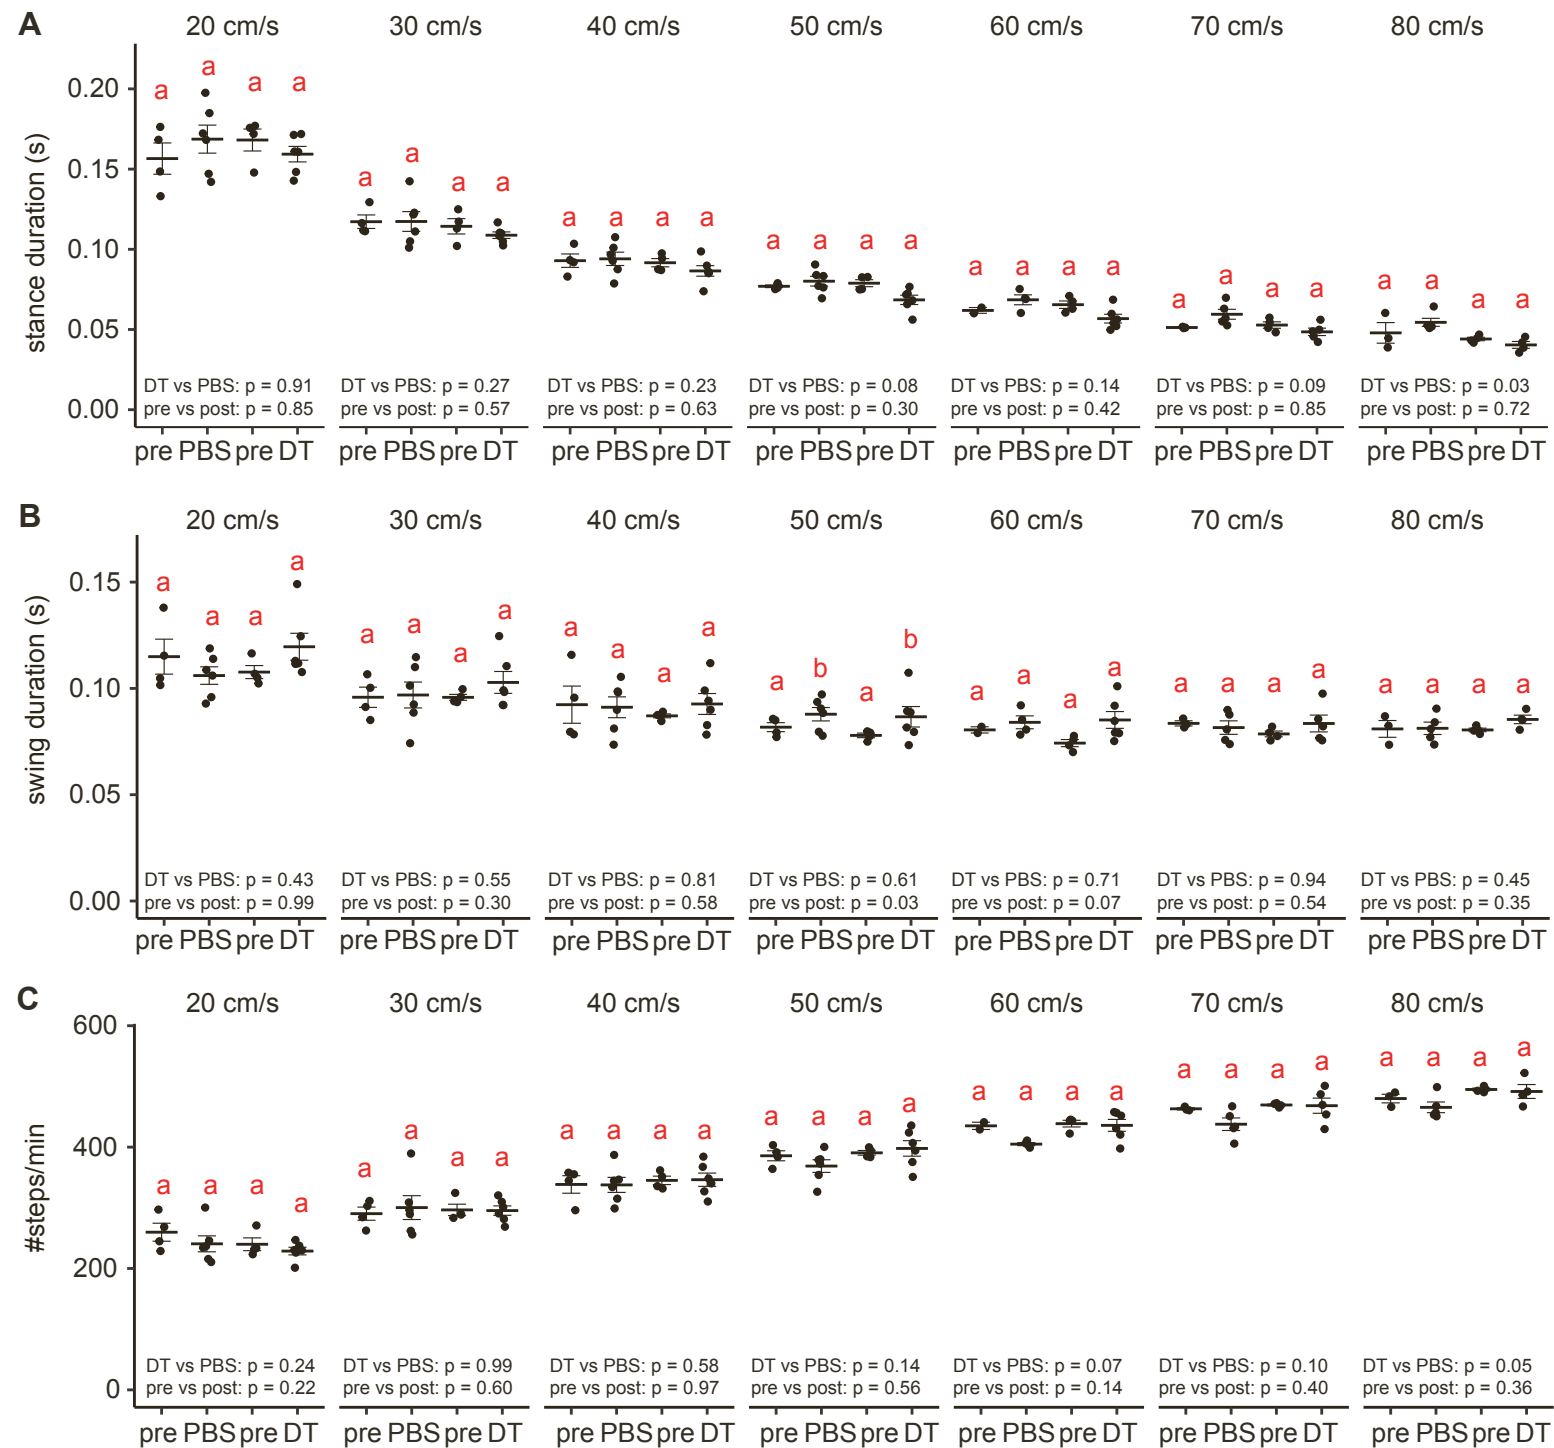 A
20 cm/s 30 cm/s 40 cm/s 50 cm/s 60 cm/s 70 cm/s 80 cm/s
stance duration (s)
0.20
0.15
0.10
0.05
0.00
a a a a a a a a a a a a a a a a a a a a a a a a a a a a
DT vs PBS: p = 0.91 DT vs PBS: p = 0.27 DT vs PBS: p = 0.23 DT vs PBS: p = 0.08 DT vs PBS: p = 0.14 DT vs PBS: p = 0.09 DT vs PBS: p = 0.03
pre vs post: p = 0.85 pre vs post: p = 0.57 pre vs post: p = 0.63 pre vs post: p = 0.30 pre vs post: p = 0.42 pre vs post: p = 0.85 pre vs post: p = 0.72
pre PBS pre DT pre PBS pre DT pre PBS pre DT pre PBS pre DT pre PBS pre DT pre PBS pre DT pre PBS pre DT
B
20 cm/s 30 cm/s 40 cm/s 50 cm/s 60 cm/s 70 cm/s 80 cm/s
swing duration (s)
0.15
0.10
0.05
0.00
a a a a a a a a a a a a a b a b a a a a a a a a a a a a
DT vs PBS: p = 0.43 DT vs PBS: p = 0.55 DT vs PBS: p = 0.81 DT vs PBS: p = 0.61 DT vs PBS: p = 0.71 DT vs PBS: p = 0.94 DT vs PBS: p = 0.45
pre vs post: p = 0.99 pre vs post: p = 0.30 pre vs post: p = 0.58 pre vs post: p = 0.03 pre vs post: p = 0.07 pre vs post: p = 0.54 pre vs post: p = 0.35
pre PBS pre DT pre PBS pre DT pre PBS pre DT pre PBS pre DT pre PBS pre DT pre PBS pre DT pre PBS pre DT
C
20 cm/s 30 cm/s 40 cm/s 50 cm/s 60 cm/s 70 cm/s 80 cm/s
#steps/min
600
400
200
0
a a a a a a a a a a a a a a a a a a a a a a a a a a a a
DT vs PBS: p = 0.24 DT vs PBS: p = 0.99 DT vs PBS: p = 0.58 DT vs PBS: p = 0.14 DT vs PBS: p = 0.07 DT vs PBS: p = 0.10 DT vs PBS: p = 0.05
pre vs post: p = 0.22 pre vs post: p = 0.60 pre vs post: p = 0.97 pre vs post: p = 0.56 pre vs post: p = 0.14 pre vs post: p = 0.40 pre vs post: p = 0.36
pre PBS pre DT pre PBS pre DT pre PBS pre DT pre PBS pre DT pre PBS pre DT pre PBS pre DT pre PBS pre DT